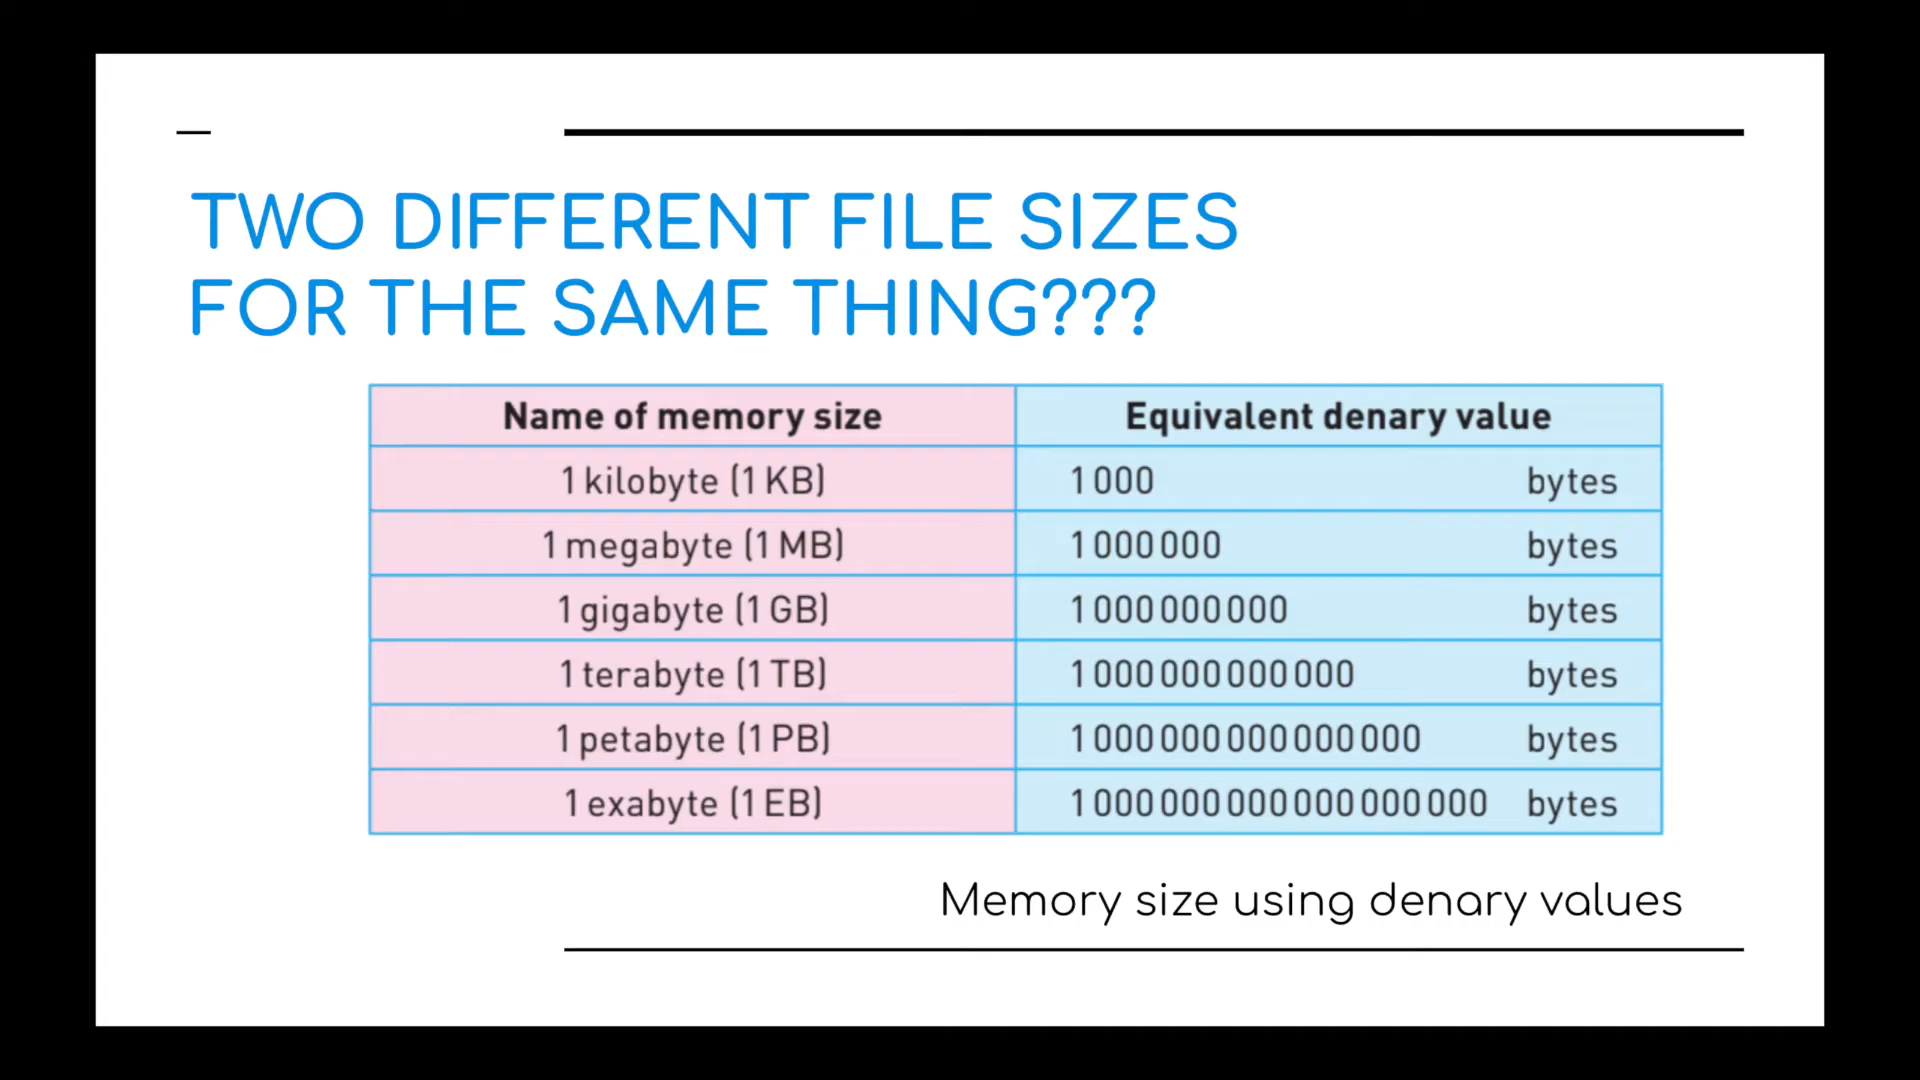 TWO DIFFERENT FILE SIZES
FOR THE SAME THING???
Name of memory size Equivalent denary value
1 kilobyte (1 KB) 1 000 bytes
1 megabyte (1 MB) 1 000 000 bytes
1 gigabyte (1 GB) 1 000 000 000 bytes
1 terabyte (1 TB) 1 000 000 000 000 bytes
1 petabyte (1 PB) 1 000 000 000 000 000 bytes
1 exabyte (1 EB) 1 000 000 000 000 000 000 bytes
Memory size using denary values